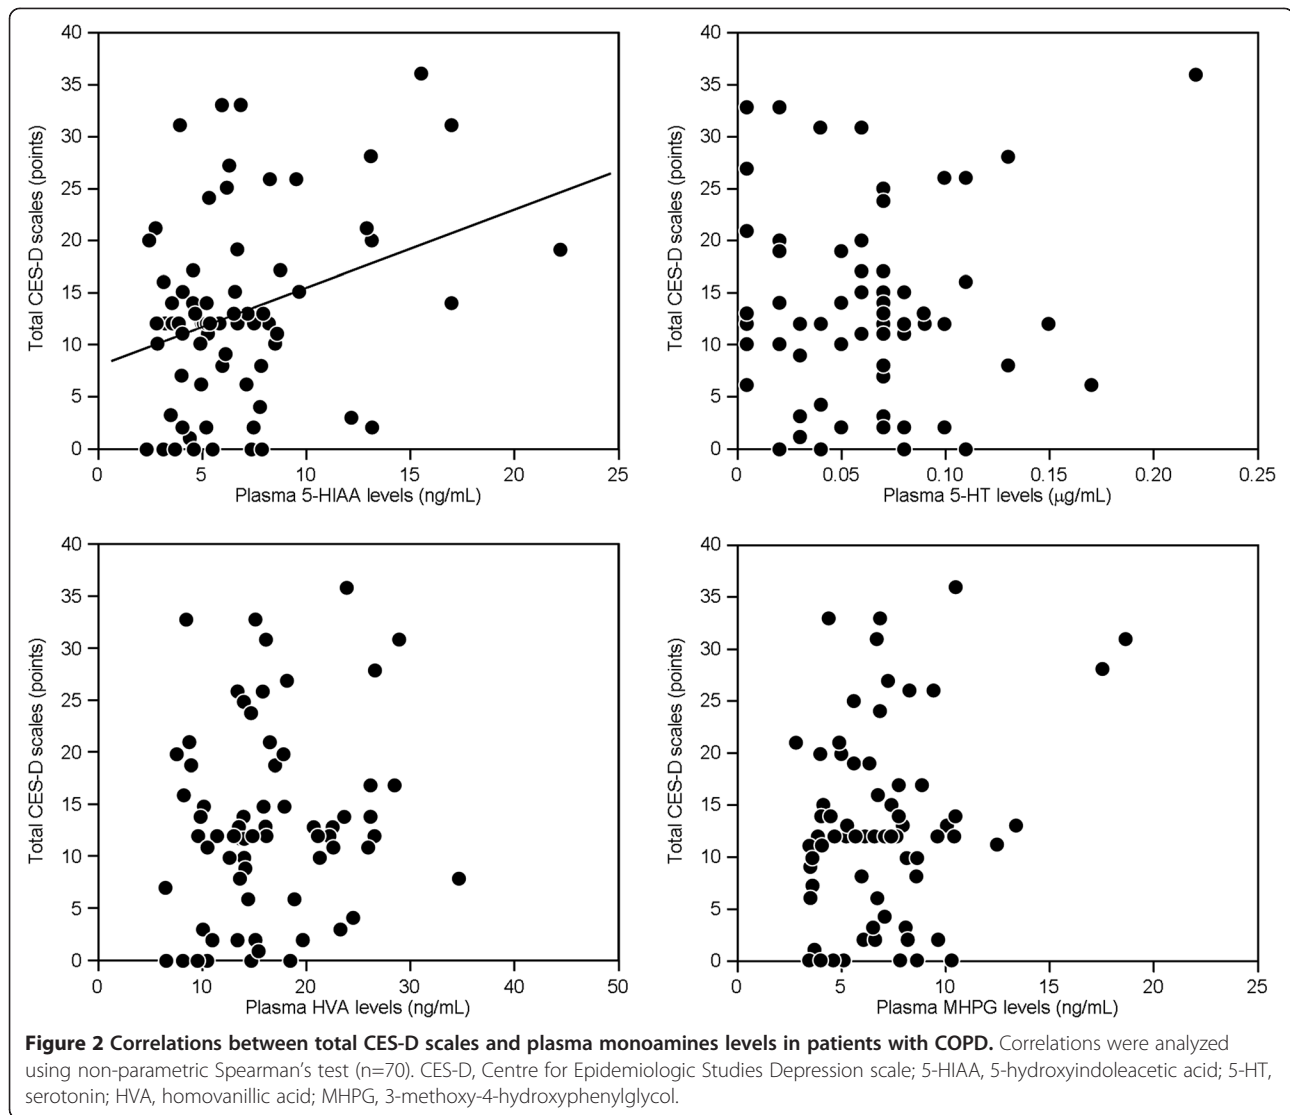 40
35
30
25
20
15
10
5
0
Total CES-D scales (points)
0 5 10 15 20 25
Plasma 5-HIAA levels (ng/mL)
40
35
30
25
20
15
10
5
0
Total CES-D scales (points)
0 0.05 0.10 0.15 0.20 0.25
Plasma 5-HT levels (μg/mL)
40
35
30
25
20
15
10
5
0
Total CES-D scales (points)
0 10 20 30 40 50
Plasma HVA levels (ng/mL)
40
35
30
25
20
15
10
5
0
Total CES-D scales (points)
0 5 10 15 20 25
Plasma MHPG levels (ng/mL)
Figure 2 Correlations between total CES-D scales and plasma monoamines levels in patients with COPD. Correlations were analyzed
using non-parametric Spearman's test (n=70). CES-D, Centre for Epidemiologic Studies Depression scale; 5-HIAA, 5-hydroxyindoleacetic acid; 5-HT,
serotonin; HVA, homovanillic acid; MHPG, 3-methoxy-4-hydroxyphenylglycol.